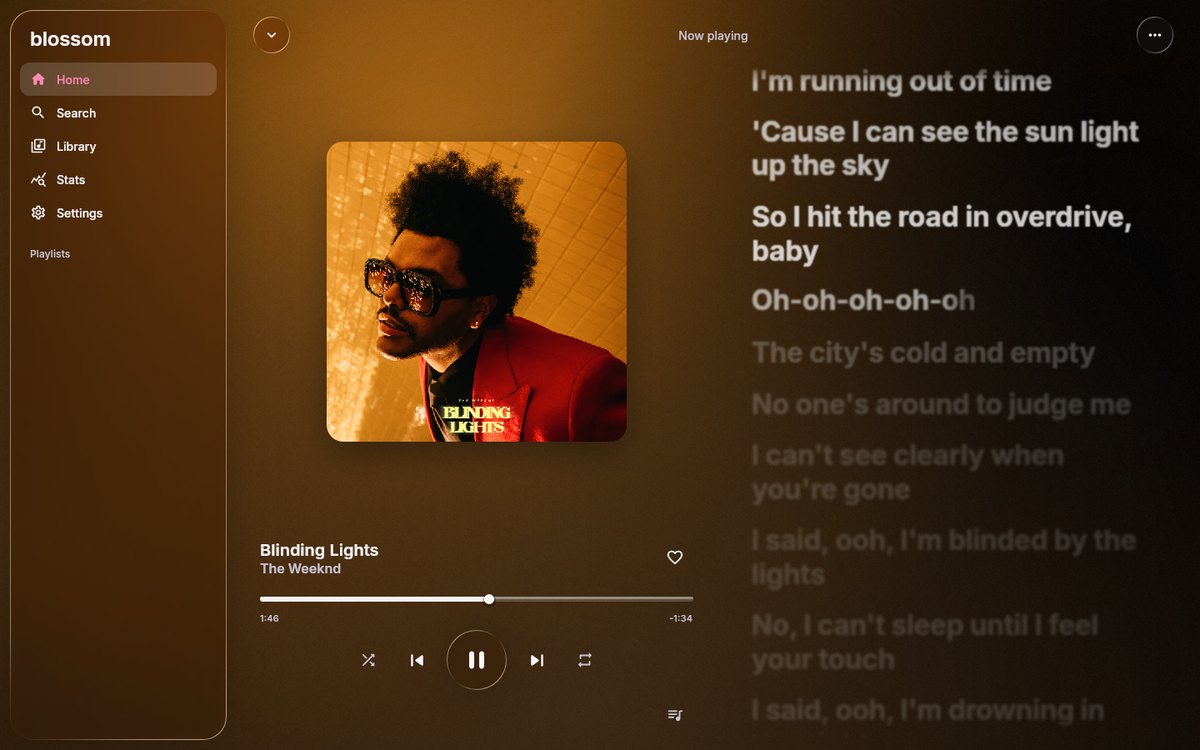 blossom
Home
Search
Library
Stats
Settings
Playlists
Now playing
BLINDING
LIGHTS
Blinding Lights
The Weeknd
1:46
-1:34
I'm running out of time
'Cause I can see the sun light
up the sky
So I hit the road in overdrive,
baby
Oh-oh-oh-oh-oh
The city's cold and empty
No one's around to judge me
I can't see clearly when
you're gone
I said, ooh, I'm blinded by the
lights
No, I can't sleep until I feel
your touch
I said, ooh, I'm drowning in